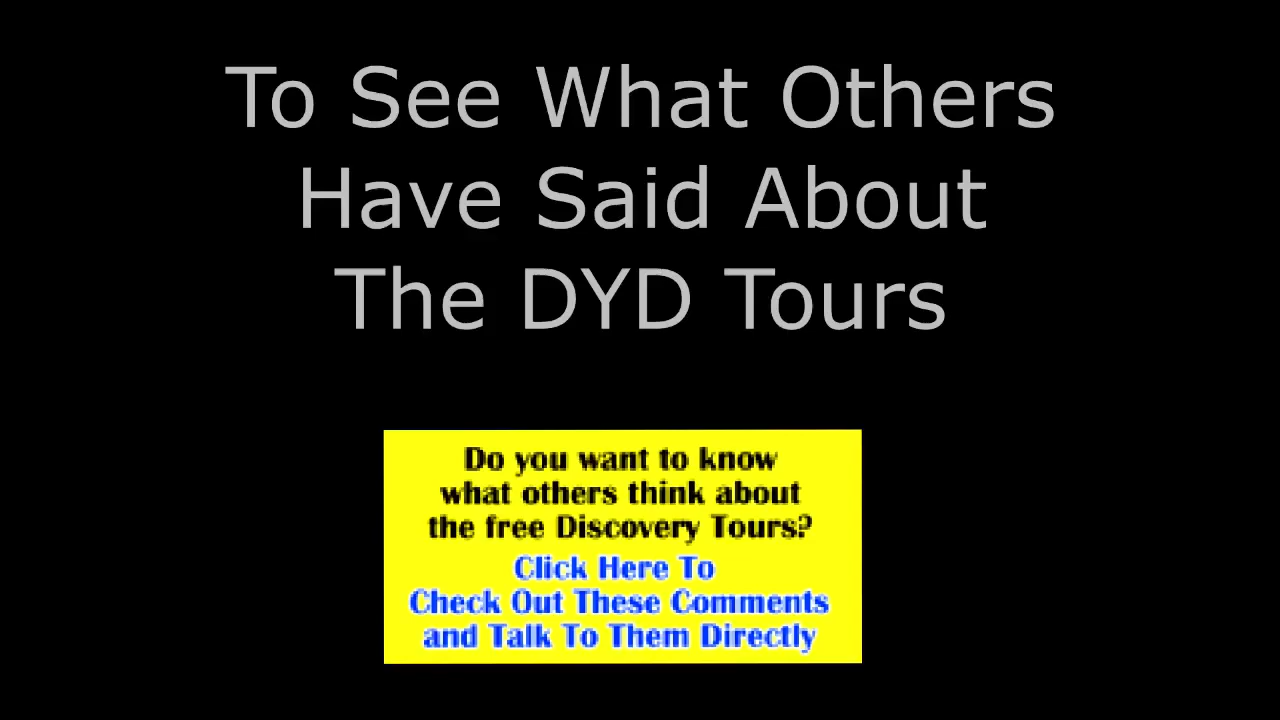 To See What Others
Have Said About
The DYD Tours
Do you want to know
what others think about
the free Discovery Tours?
Click Here To
Check Out These Comments
and Talk To Them Directly